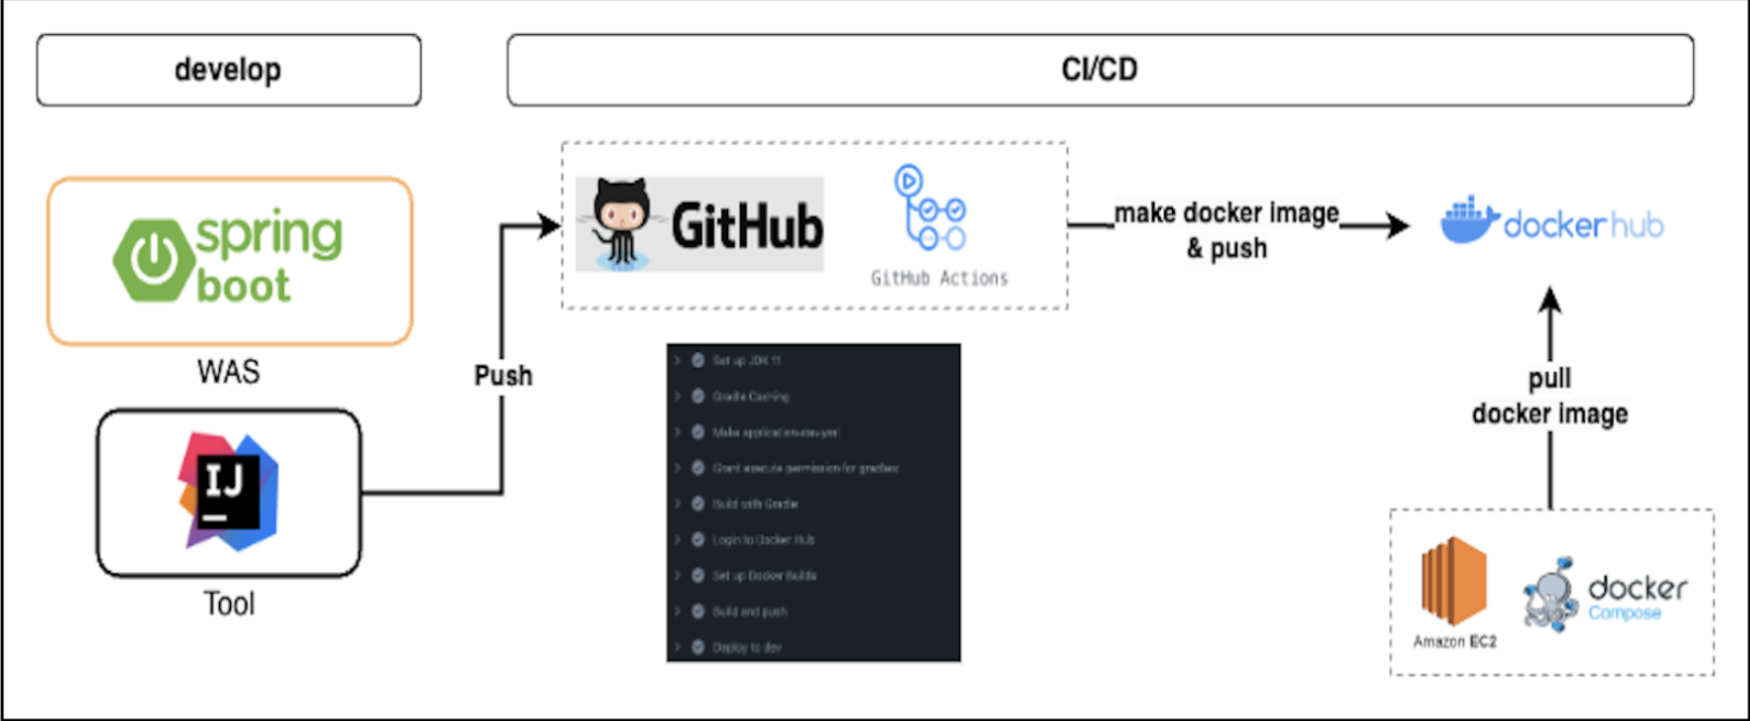 develop
CI/CD
spring
boot
WAS
IJ
Tool
Push
GitHub
GitHub Actions
make docker image
& push
dockerhub
Set up JDK 11
Gradle Caching
Make application-dev.yml
Grant execute permission for gradlew
Build with Gradle
Login to Docker Hub
Set up Docker Buildx
Build and push
Deploy to dev
pull
docker image
Amazon EC2
docker
Compose